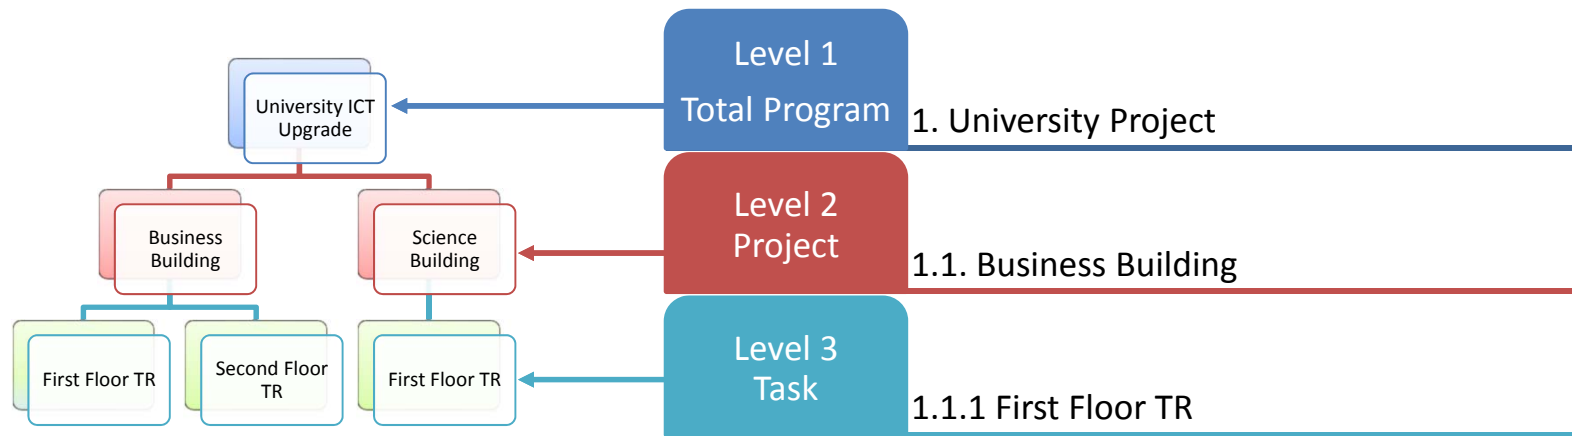 University ICT
Upgrade
Business
Building
Science
Building
First Floor TR
Second Floor
TR
First Floor TR
Level 1
Total Program
1. University Project
Level 2
Project
1.1. Business Building
Level 3
Task
1.1.1 First Floor TR